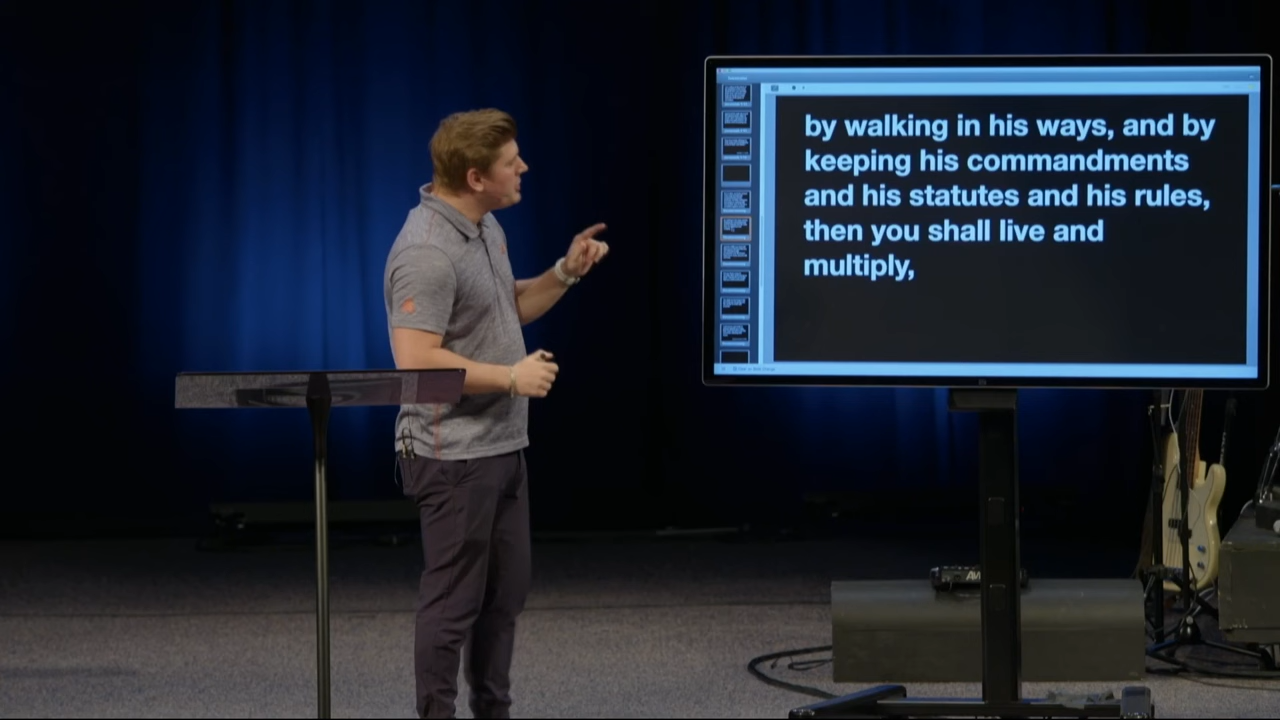 by walking in his ways, and by
keeping his commandments
and his statutes and his rules,
then you shall live and
multiply,